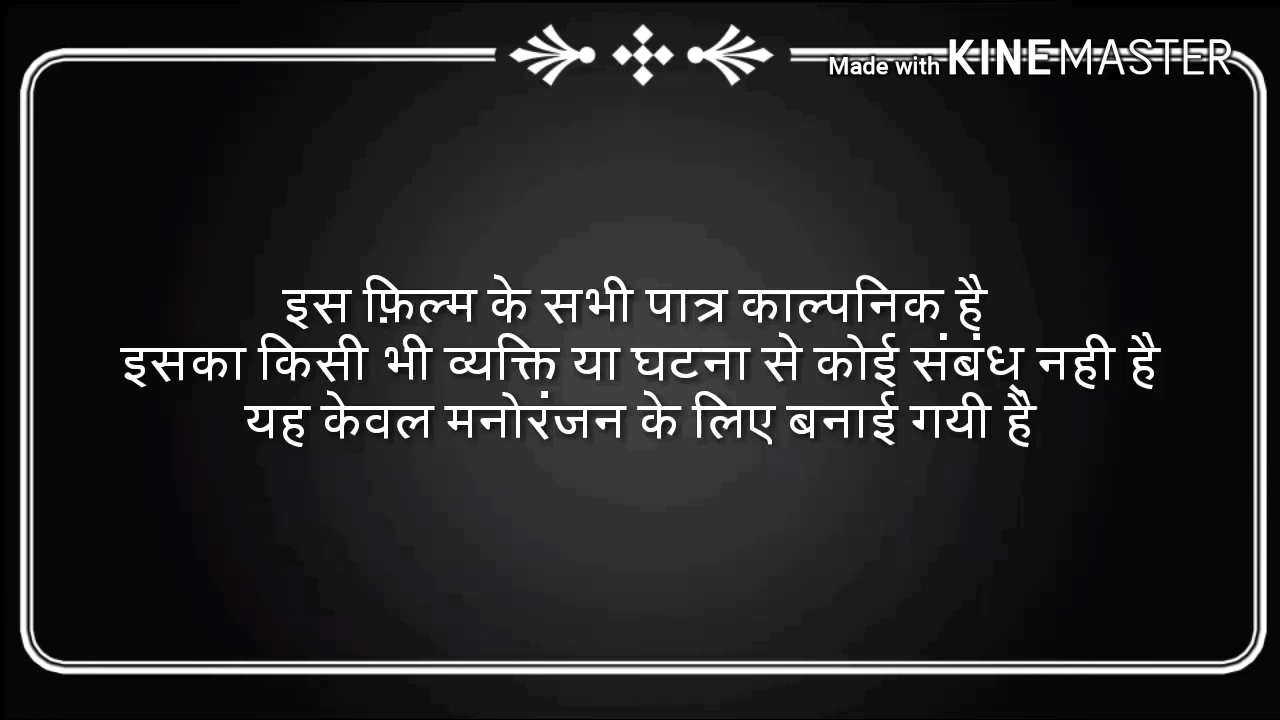 Made with KINEMASTER
इस फ़िल्म के सभी पात्र काल्पनिक है
इसका किसी भी व्यक्ति या घटना से कोई संबंध् नही है
यह केवल मनोरंजन के लिए बनाई गयी है